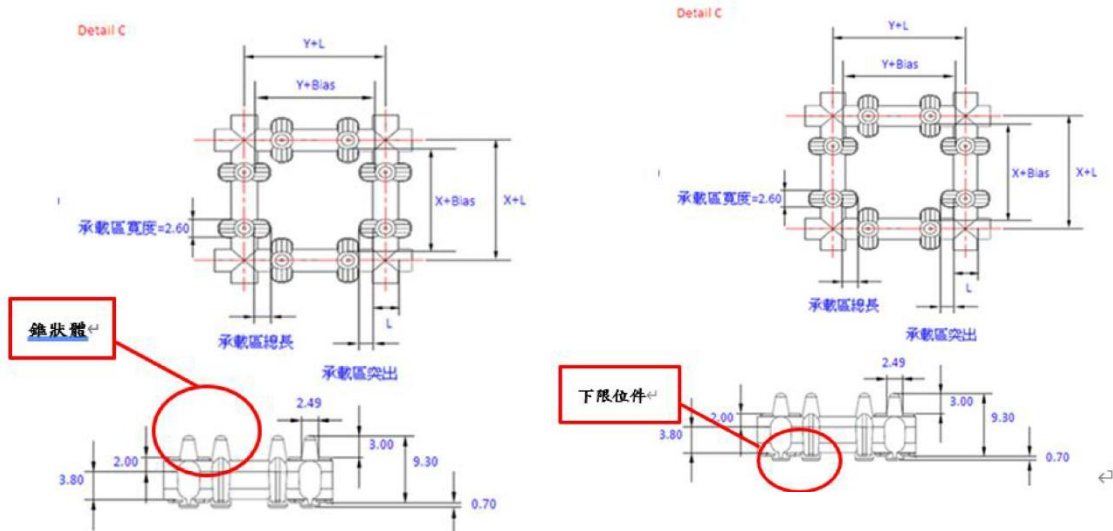 Detail C
Y+L
Y+Bias
X+Bias
X+L
承載區寬度=2.60
L
承載區總長
承載區突出
錐狀體
2.49
3.00
9.30
2.00
3.80
0.70
Detail C
Y+L
Y+Bias
X+Bias
X+L
承載區寬度=2.60
L
承載區總長
承載區突出
下限位件
2.49
3.00
9.30
2.00
3.80
0.70